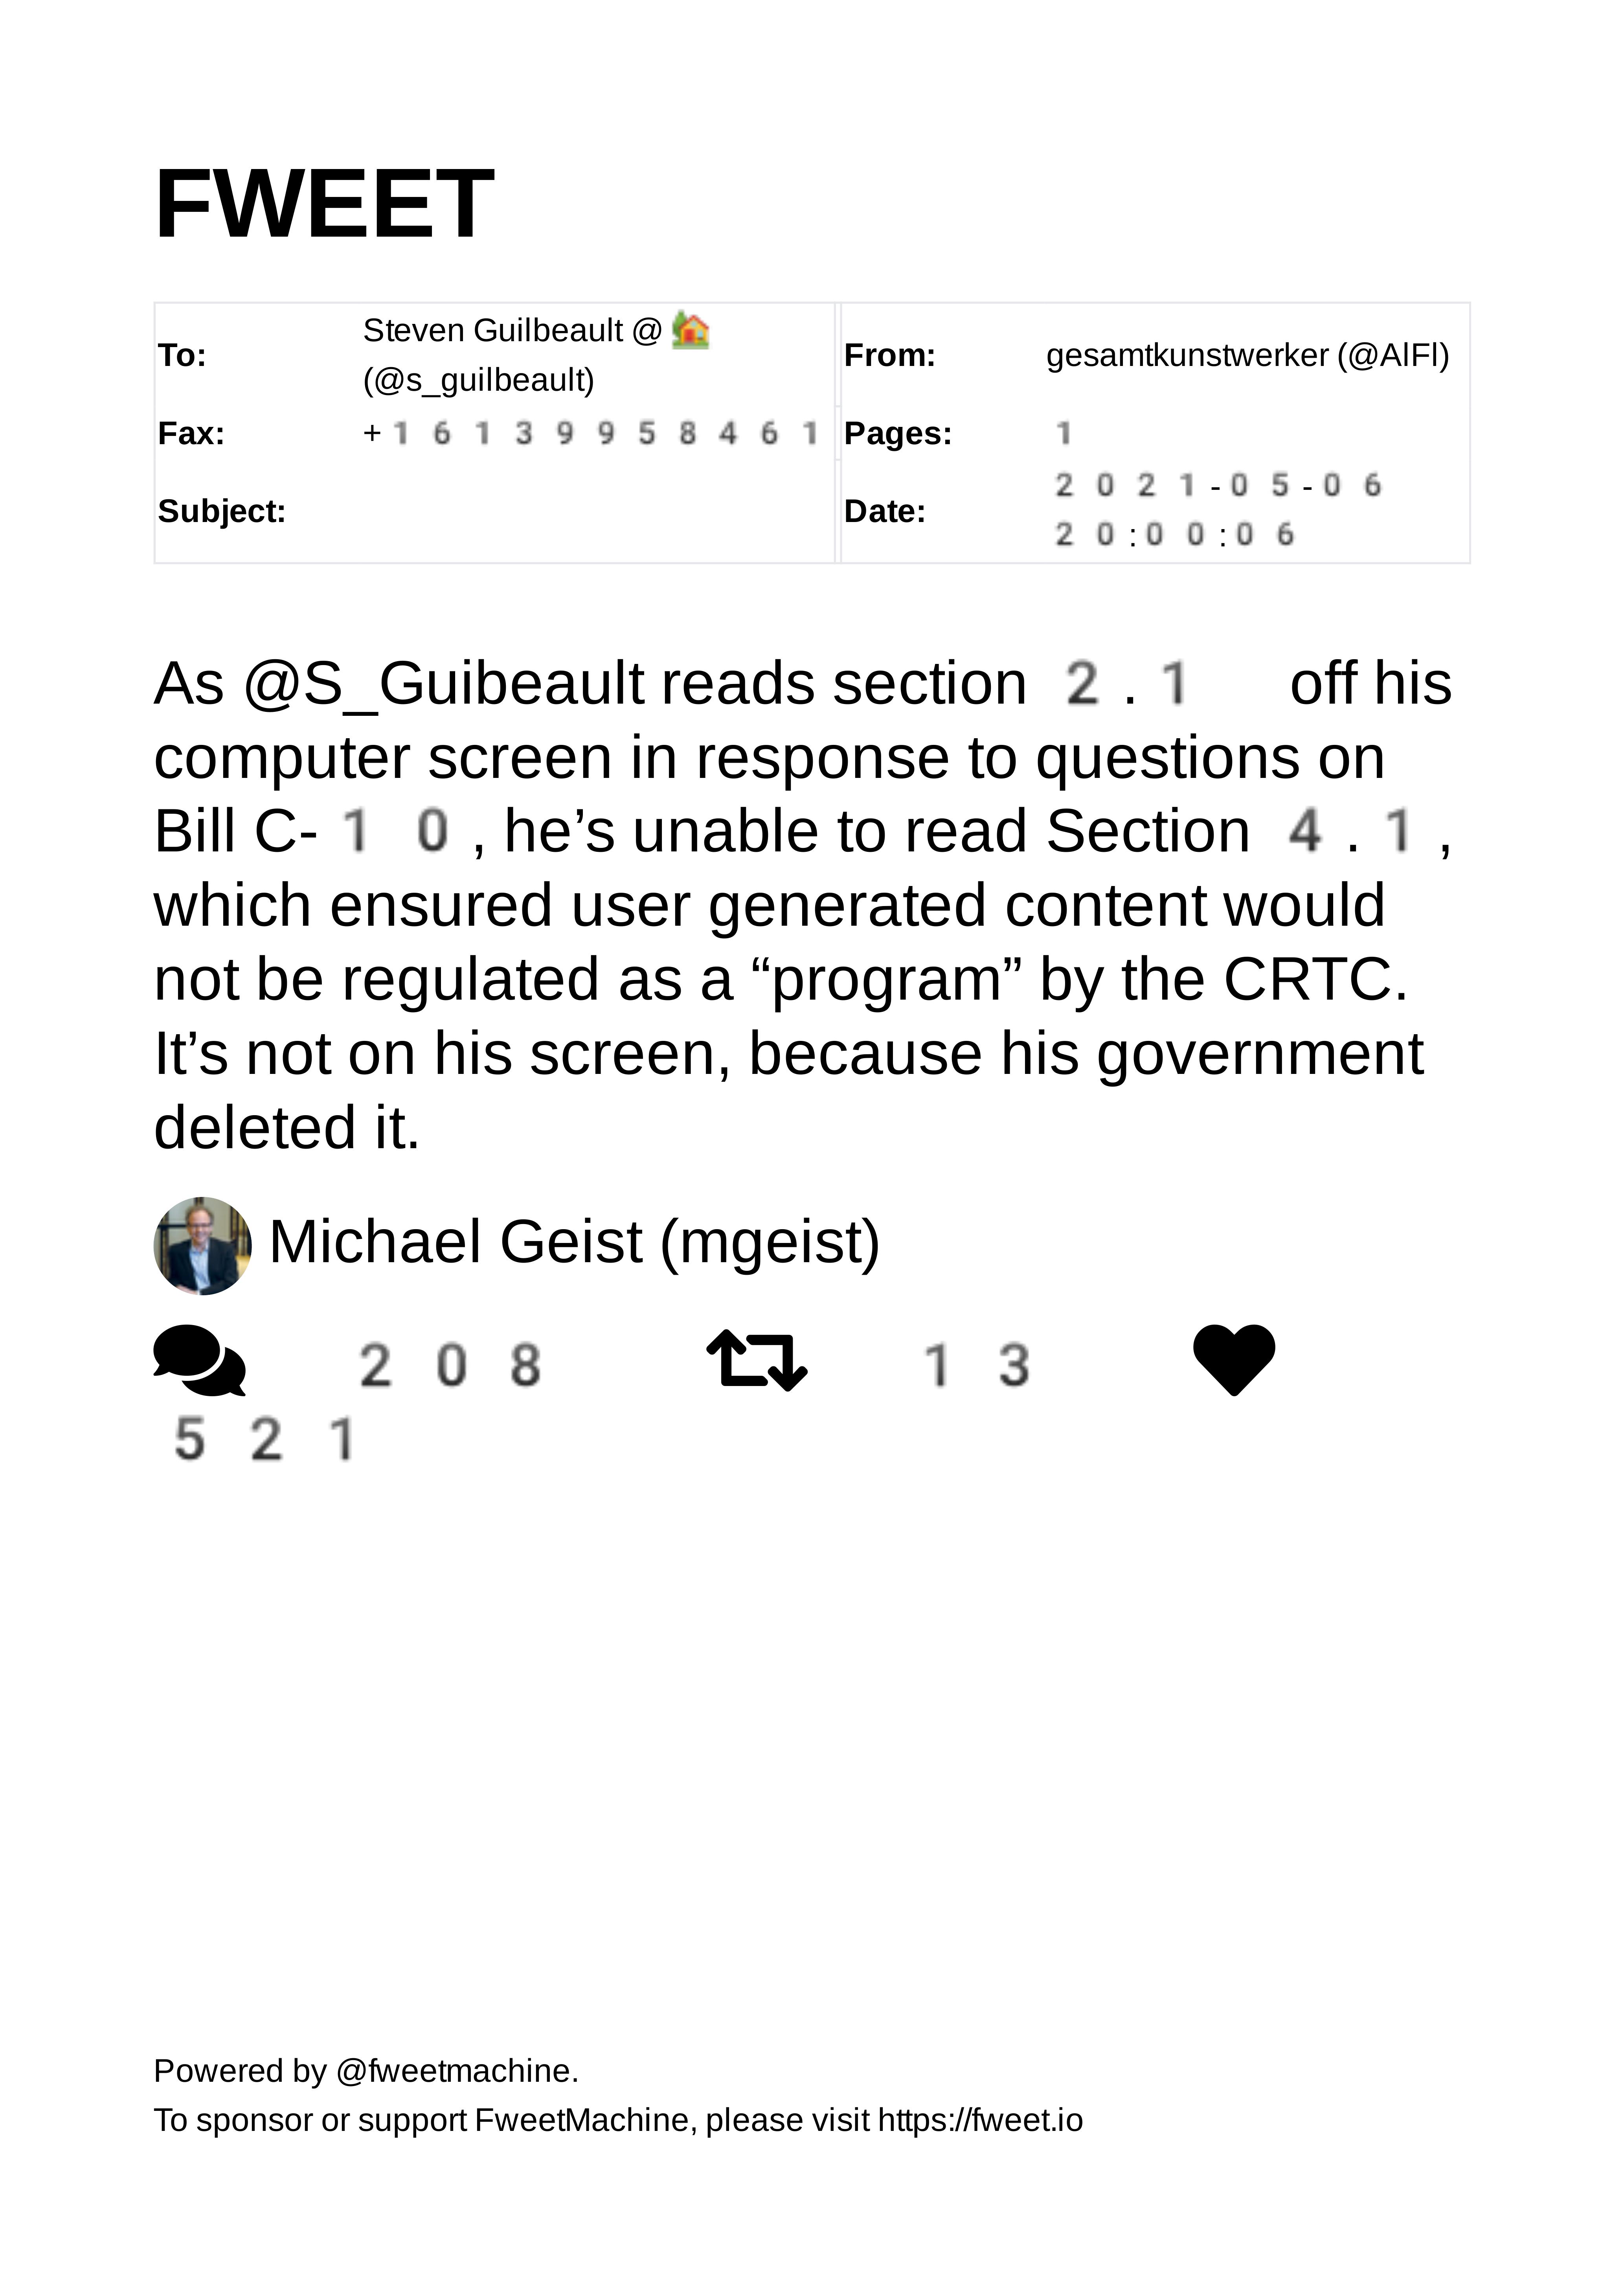 FWEET
To: Steven Guilbeault @ 🏡
(@s_guilbeault)
From: gesamtkunstwerker (@AlFl)
Fax: +16139958461
Pages: 1
Subject:
Date: 2021-05-06
20:00:06
As @S_Guibeault reads section 2.1 off his
computer screen in response to questions on
Bill C-10, he’s unable to read Section 4.1,
which ensured user generated content would
not be regulated as a “program” by the CRTC.
It’s not on his screen, because his government
deleted it.
Michael Geist (mgeist)
208 13
521
Powered by @fweetmachine.
To sponsor or support FweetMachine, please visit https://fweet.io